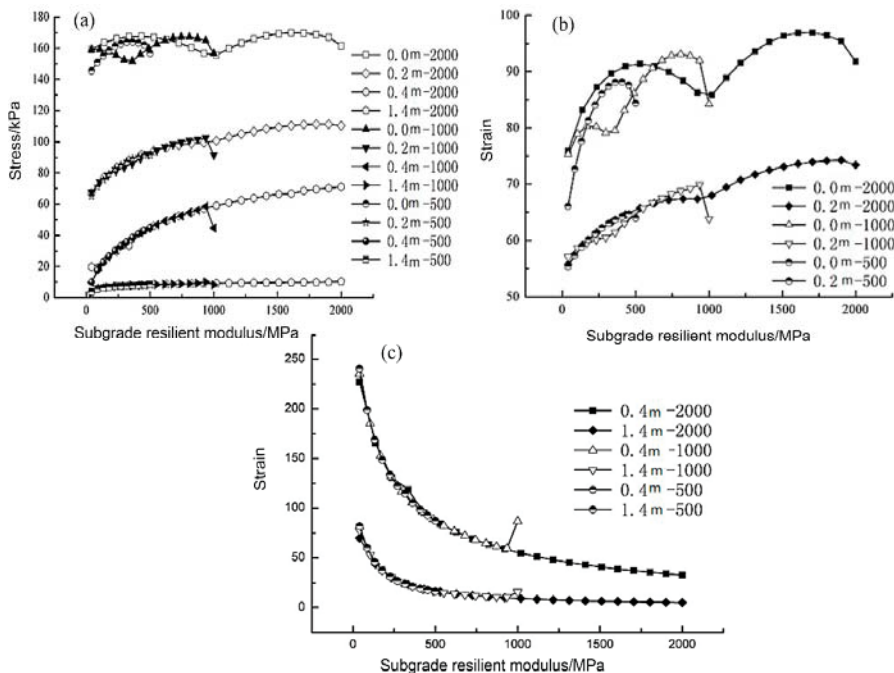 (a)
Stress/kPa
180
160
140
120
100
80
60
40
20
0
0 500 1000 1500 2000
Subgrade resilient modulus/MPa
0.0m-2000
0.2m-2000
0.4m-2000
1.4m-2000
0.0m-1000
0.2m-1000
0.4m-1000
1.4m-1000
0.0m-500
0.2m-500
0.4m-500
1.4m-500
(b)
Strain
100
90
80
70
60
50
0 500 1000 1500 2000
Subgrade resilient modulus/MPa
0.0m-2000
0.2m-2000
0.0m-1000
0.2m-1000
0.0m-500
0.2m-500
(c)
Strain
250
200
150
100
50
0
0 500 1000 1500 2000
Subgrade resilient modulus/MPa
0.4m-2000
1.4m-2000
0.4m-1000
1.4m-1000
0.4m-500
1.4m-500